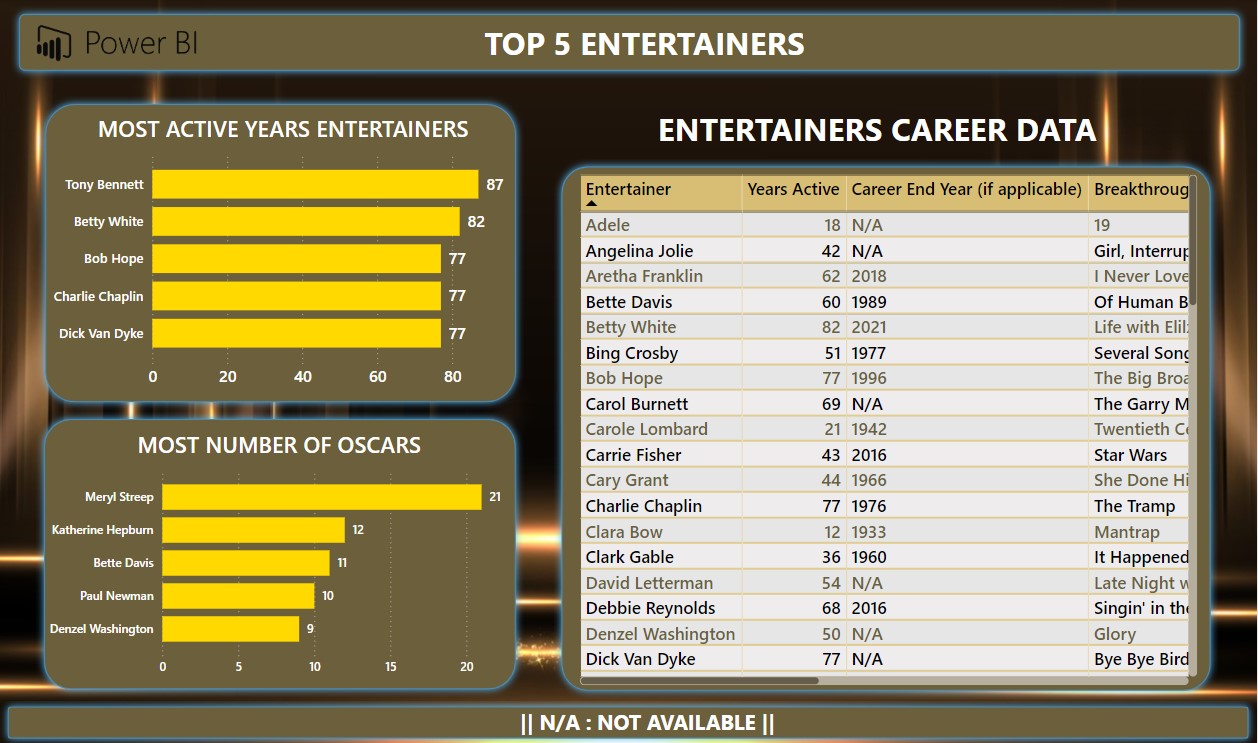 Power BI
TOP 5 ENTERTAINERS
MOST ACTIVE YEARS ENTERTAINERS
Tony Bennett 87
Betty White 82
Bob Hope 77
Charlie Chaplin 77
Dick Van Dyke 77
0 20 40 60 80
MOST NUMBER OF OSCARS
Meryl Streep 21
Katherine Hepburn 12
Bette Davis 11
Paul Newman 10
Denzel Washington 9
0 5 10 15 20
ENTERTAINERS CAREER DATA
Entertainer Years Active Career End Year (if applicable) Breakthroug
Adele 18 N/A 19
Angelina Jolie 42 N/A Girl, Interrup
Aretha Franklin 62 2018 I Never Love
Bette Davis 60 1989 Of Human B
Betty White 82 2021 Life with Eliz
Bing Crosby 51 1977 Several Song
Bob Hope 77 1996 The Big Broa
Carol Burnett 69 N/A The Garry M
Carole Lombard 21 1942 Twentieth Ce
Carrie Fisher 43 2016 Star Wars
Cary Grant 44 1966 She Done Hi
Charlie Chaplin 77 1976 The Tramp
Clara Bow 12 1933 Mantrap
Clark Gable 36 1960 It Happened
David Letterman 54 N/A Late Night w
Debbie Reynolds 68 2016 Singin' in the
Denzel Washington 50 N/A Glory
Dick Van Dyke 77 N/A Bye Bye Bird
|| N/A : NOT AVAILABLE ||